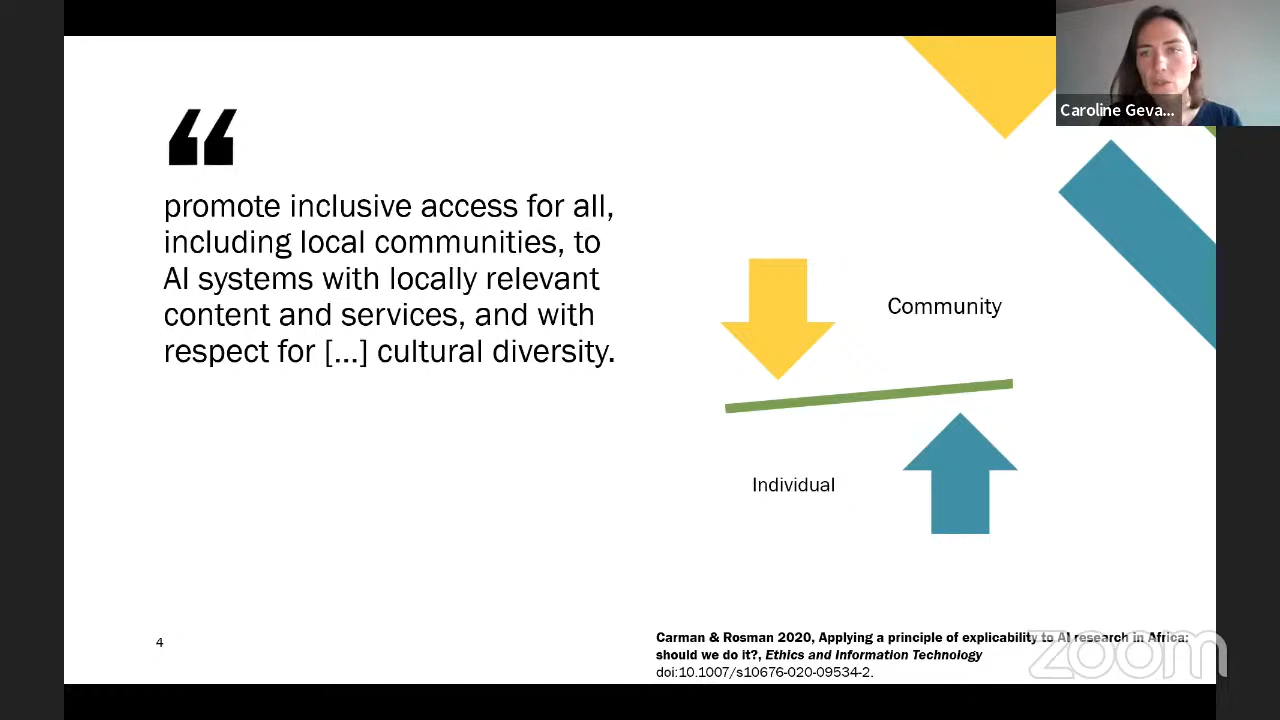 Caroline Geva...
“
promote inclusive access for all,
including local communities, to
AI systems with locally relevant
content and services, and with
respect for [...] cultural diversity.
Community
Individual
4
Carman & Rosman 2020, Applying a principle of explicability to AI research in Africa:
should we do it?, Ethics and Information Technology
doi:10.1007/s10676-020-09534-2.
zoom